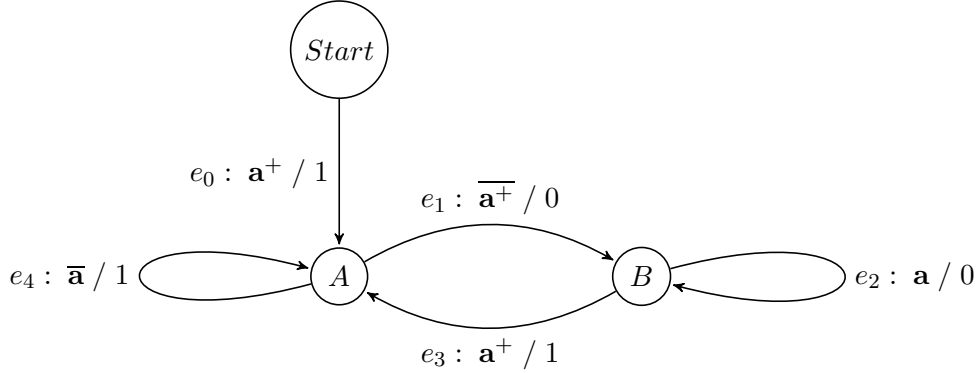 Start
e₀ : a⁺ / 1
e₁ : a̅⁺̅ / 0
e₄ : a̅ / 1
A
B
e₂ : a / 0
e₃ : a⁺ / 1